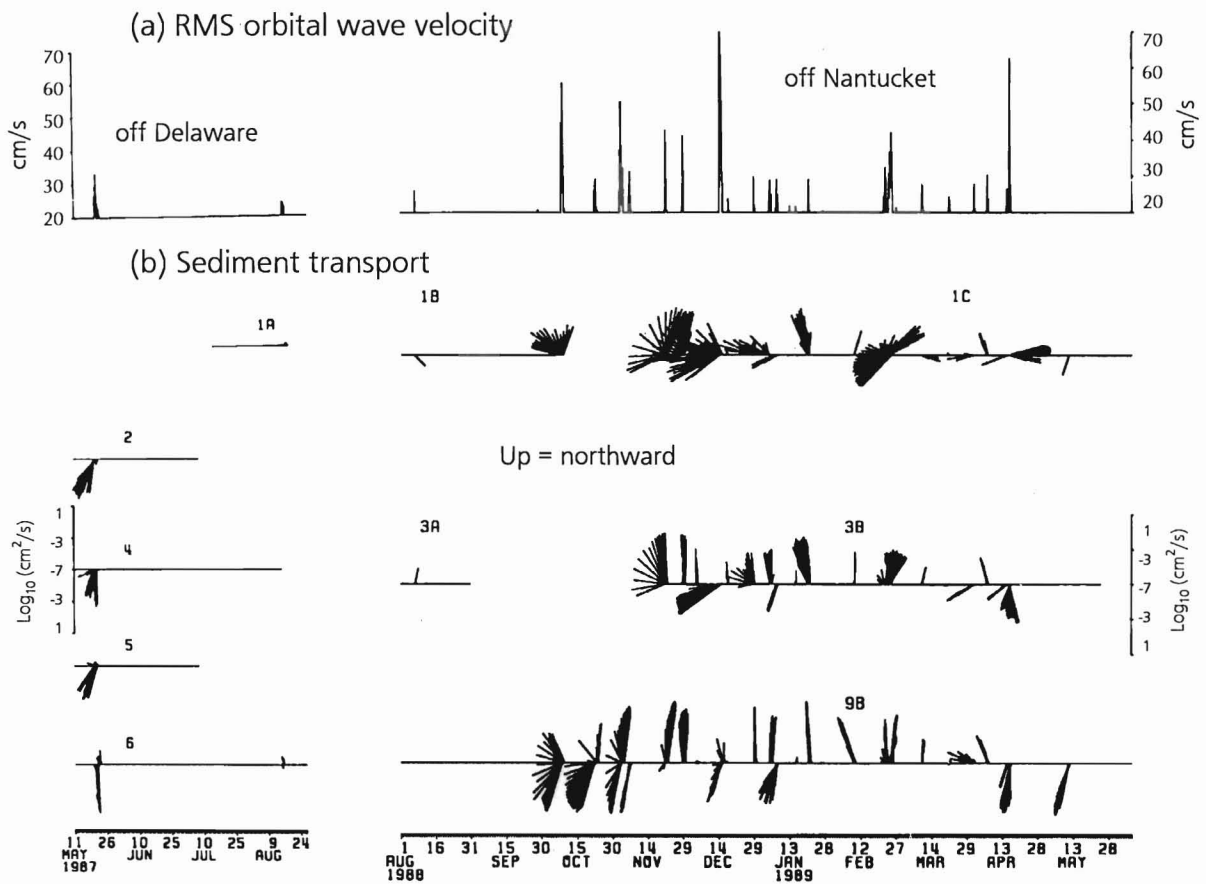 (a) RMS orbital wave velocity
70
60
50
40
30
20
cm/s
off Delaware
off Nantucket
70
60
50
40
30
20
cm/s
(b) Sediment transport
1A
1B
1C
2
Up = northward
Log10 (cm²/s)
1
-3
-7
-3
1
4
3A
3B
1
-3
-7
-3
1
Log10 (cm²/s)
5
6
9B
11 26 10 25 10 25 9 24
MAY JUN JUL AUG
1987
1 16 31 15 30 15 30 14 29 14 29 13 28 12 27 14 29 13 28 13 28
AUG SEP OCT NOV DEC JAN FEB MAR APR MAY
1988 1989